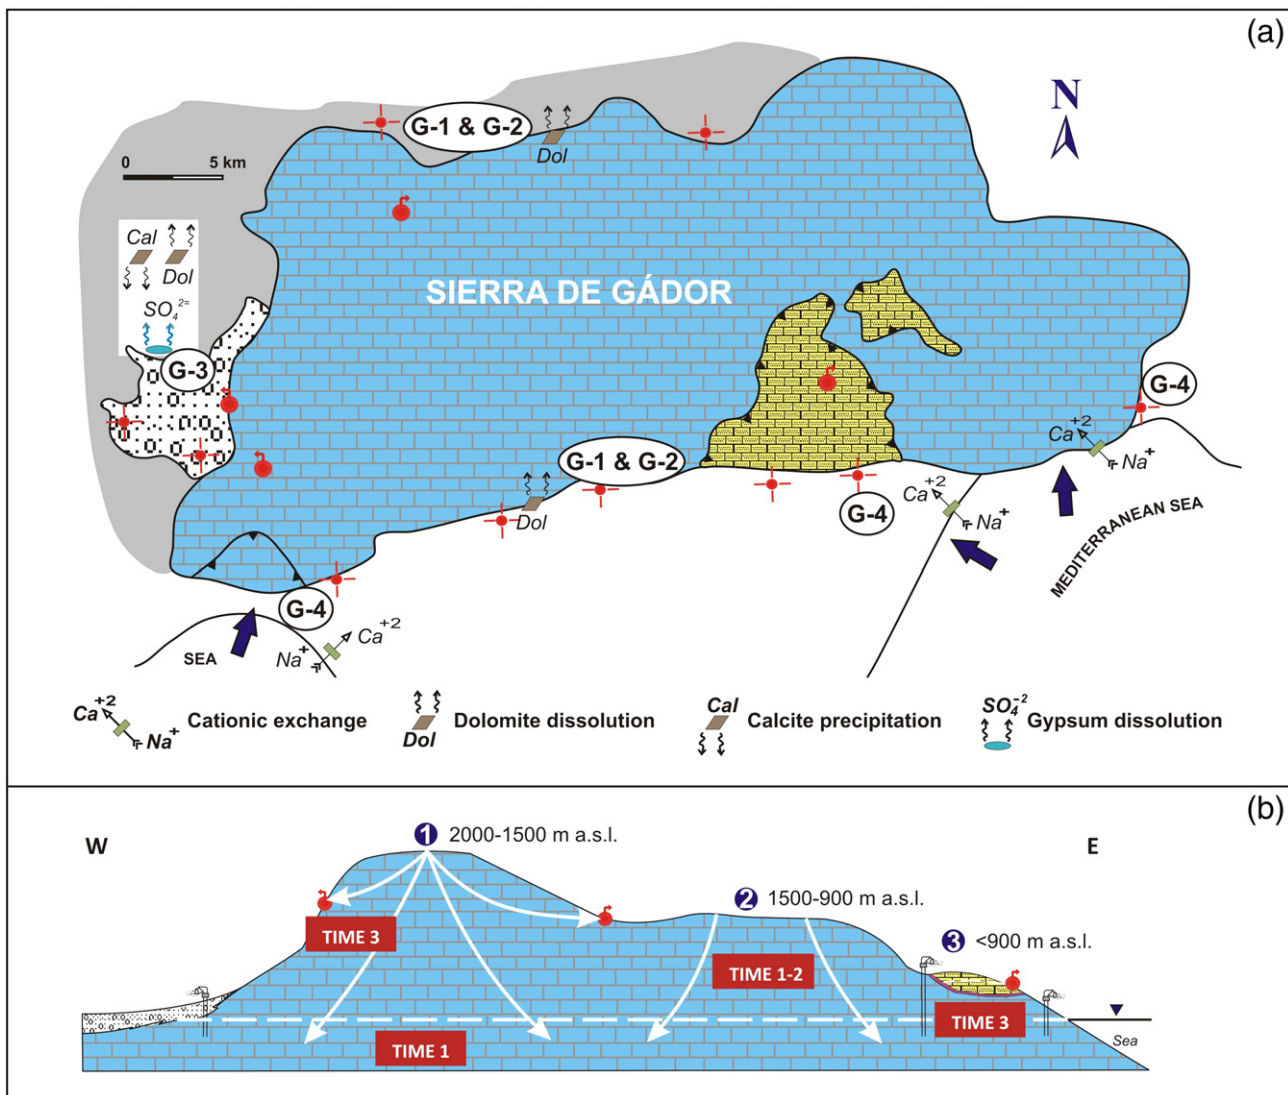 (a)
N
G-1 & G-2
Dol
0 5 km
Cal
Dol
SO₄²⁼
SIERRA DE GÁDOR
G-3
G-4
Ca⁺²
Na⁺
G-1 & G-2
Dol
G-4
Ca⁺²
Na⁺
MEDITERRANEAN SEA
G-4
SEA
Na⁺
Ca⁺²
Ca⁺²
Na⁺
Cationic exchange
Dol
Dolomite dissolution
Cal
Calcite precipitation
SO₄⁻²
Gypsum dissolution
(b)
W
E
1 2000-1500 m a.s.l.
2 1500-900 m a.s.l.
3 <900 m a.s.l.
TIME 3
TIME 1-2
TIME 3
TIME 1
Sea